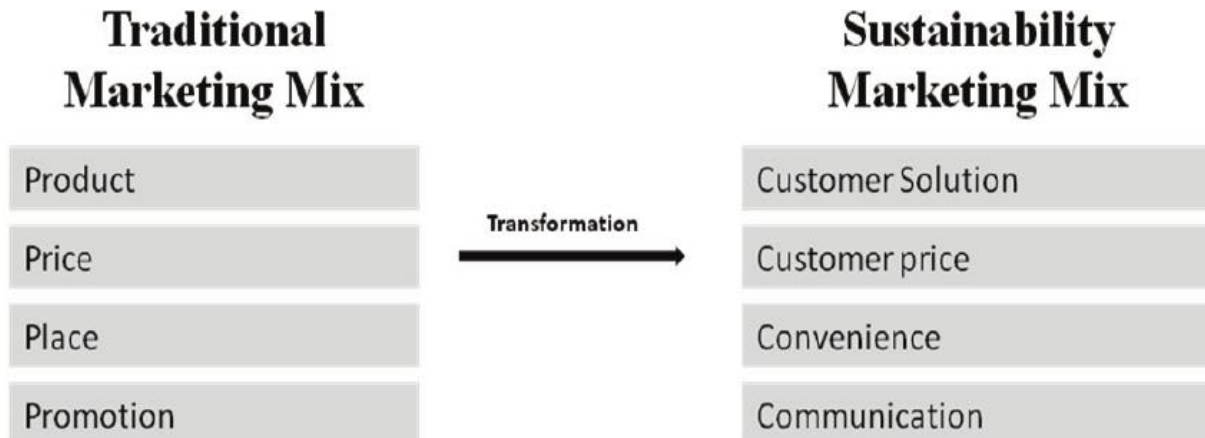 Traditional
Marketing Mix
Product
Price
Place
Promotion
Transformation
Sustainability
Marketing Mix
Customer Solution
Customer price
Convenience
Communication